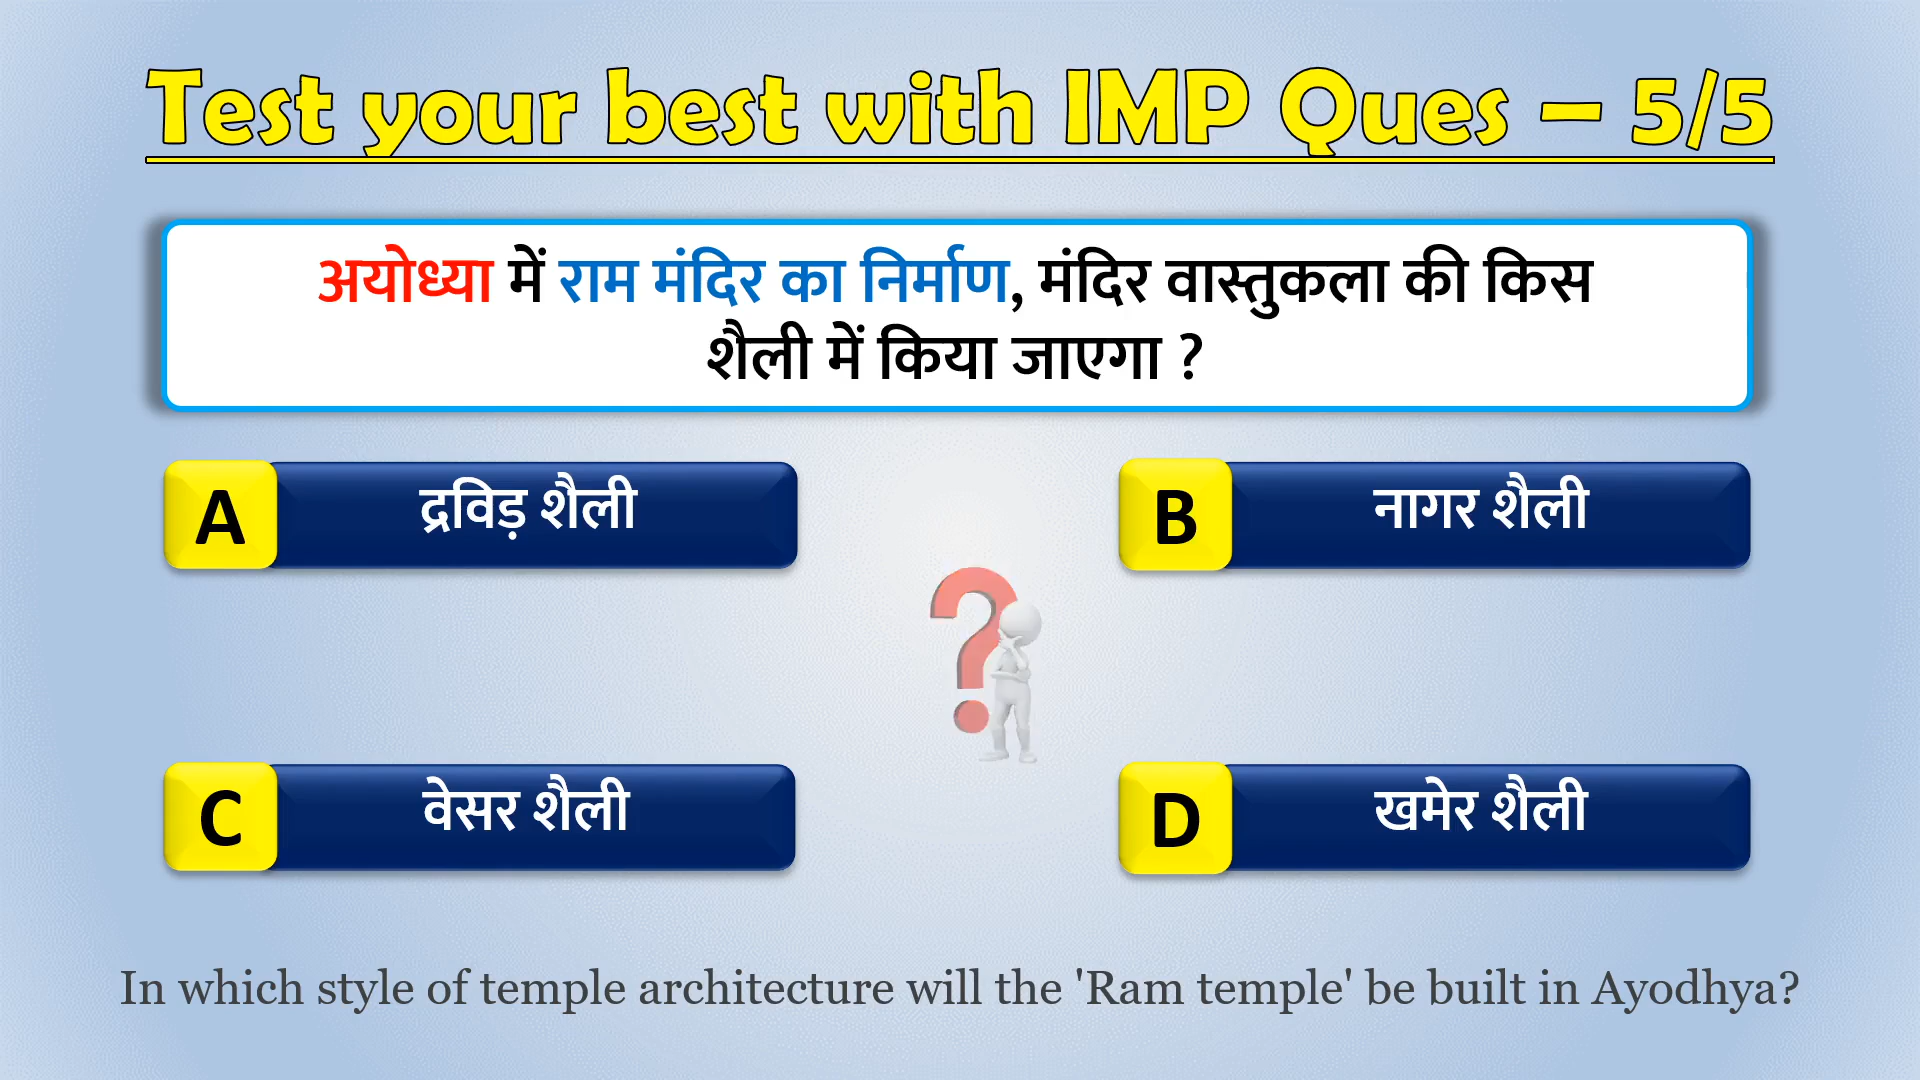 Test your best with IMP Ques – 5/5
अयोध्या में राम मंदिर का निर्माण, मंदिर वास्तुकला की किस
शैली में किया जाएगा ?
A द्रविड़ शैली
B नागर शैली
C वेसर शैली
D खमेर शैली
In which style of temple architecture will the 'Ram temple' be built in Ayodhya?